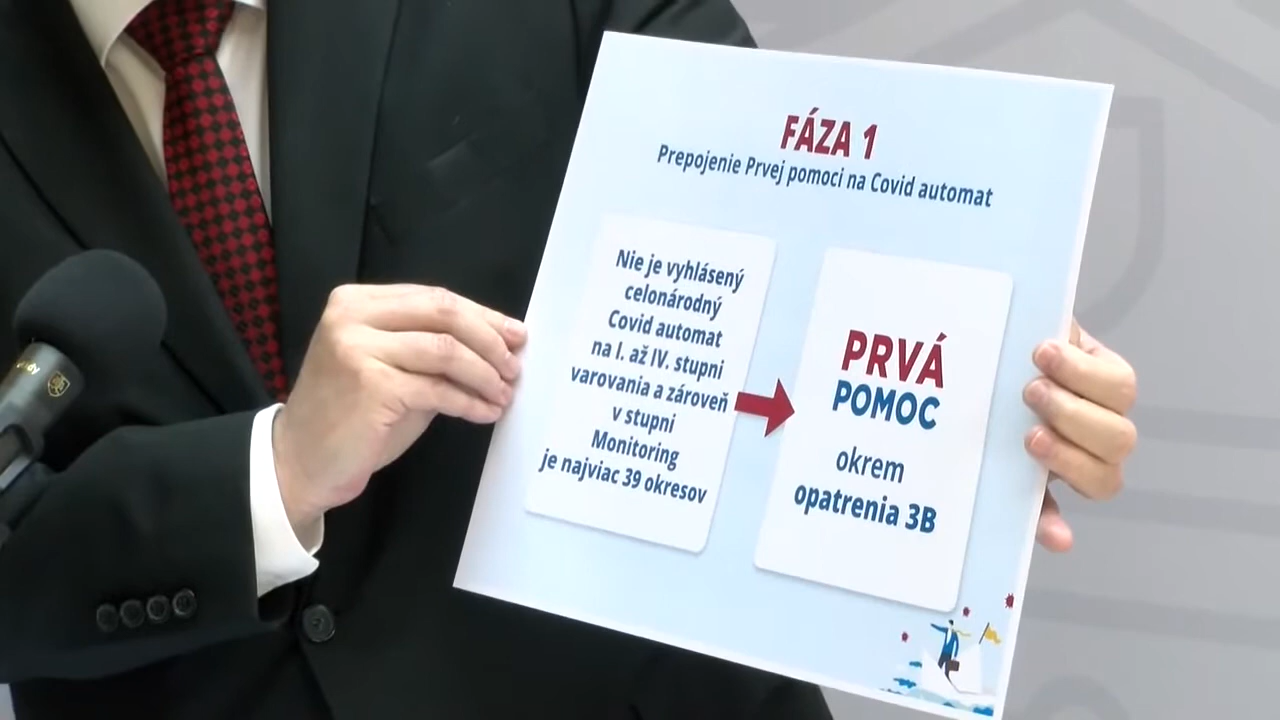 FÁZA 1
Prepojenie Prvej pomoci na Covid automat
Nie je vyhlásený
celonárodný
Covid automat
na I. až IV. stupni
varovania a zároveň
v stupni
Monitoring
je najviac 39 okresov
PRVÁ
POMOC
okrem
opatrenia 3B